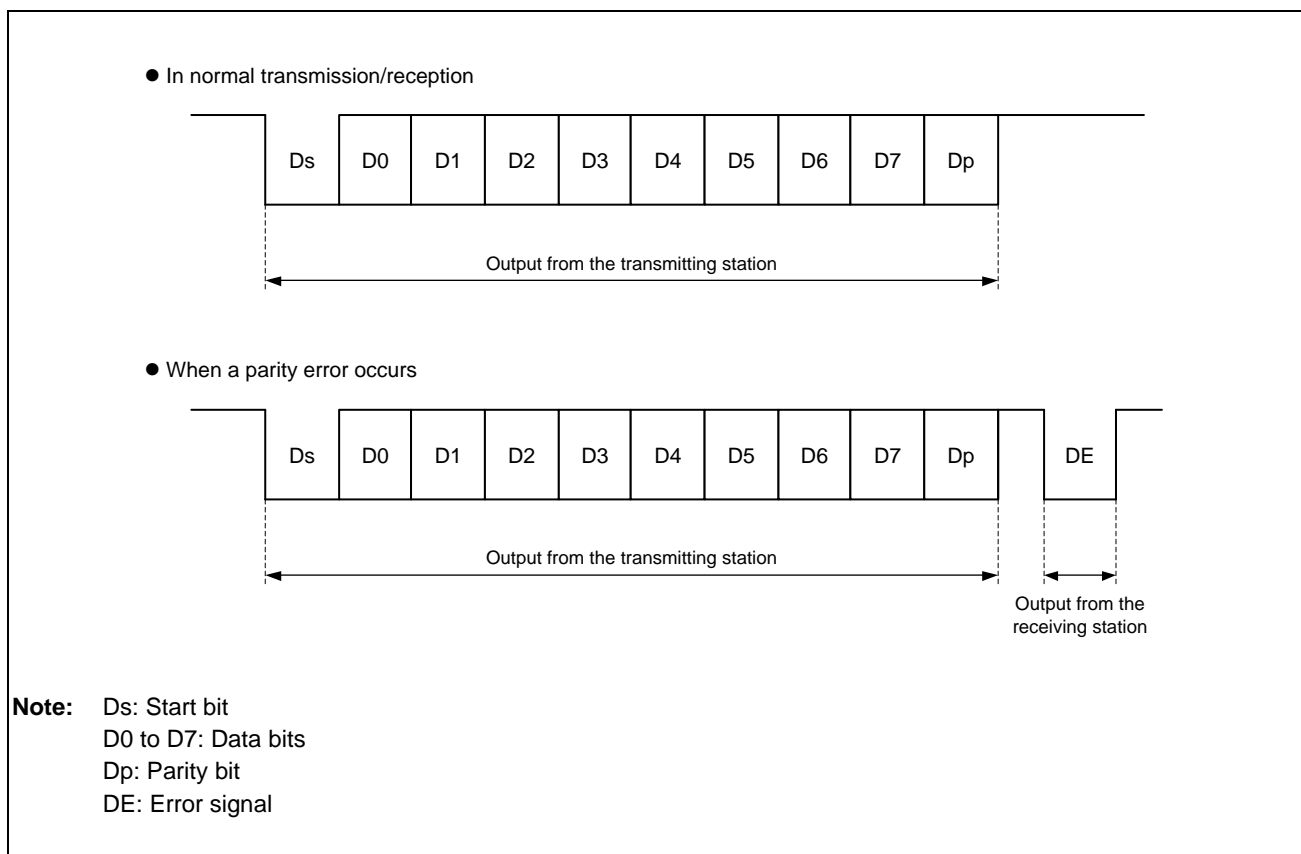 ● In normal transmission/reception
Ds D0 D1 D2 D3 D4 D5 D6 D7 Dp
Output from the transmitting station
● When a parity error occurs
Ds D0 D1 D2 D3 D4 D5 D6 D7 Dp DE
Output from the transmitting station
Output from the
receiving station
Note: Ds: Start bit
D0 to D7: Data bits
Dp: Parity bit
DE: Error signal